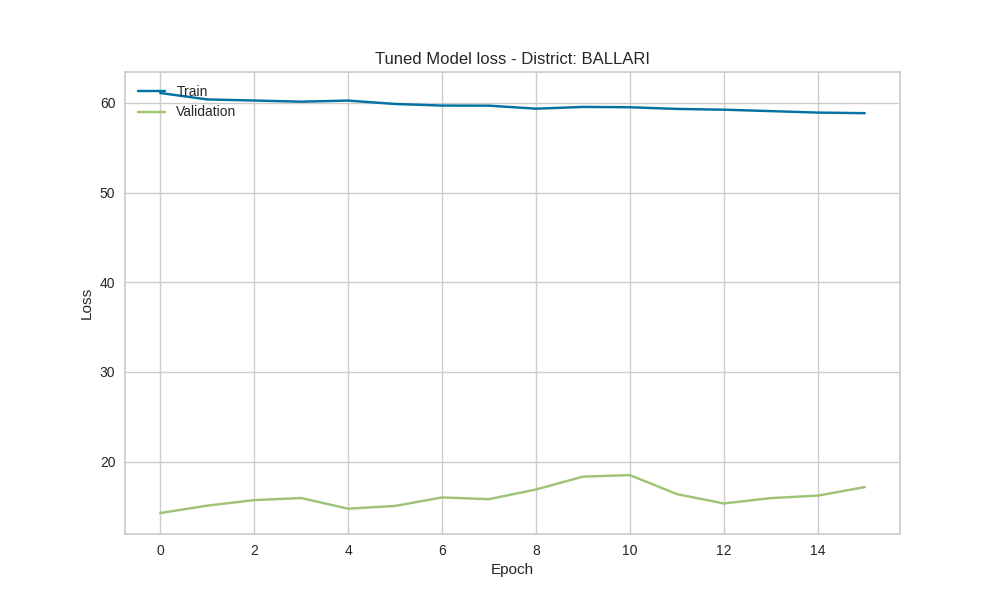 Tuned Model loss - District: BALLARI
Train
Validation
60
50
40
30
20
Loss
0 2 4 6 8 10 12 14
Epoch